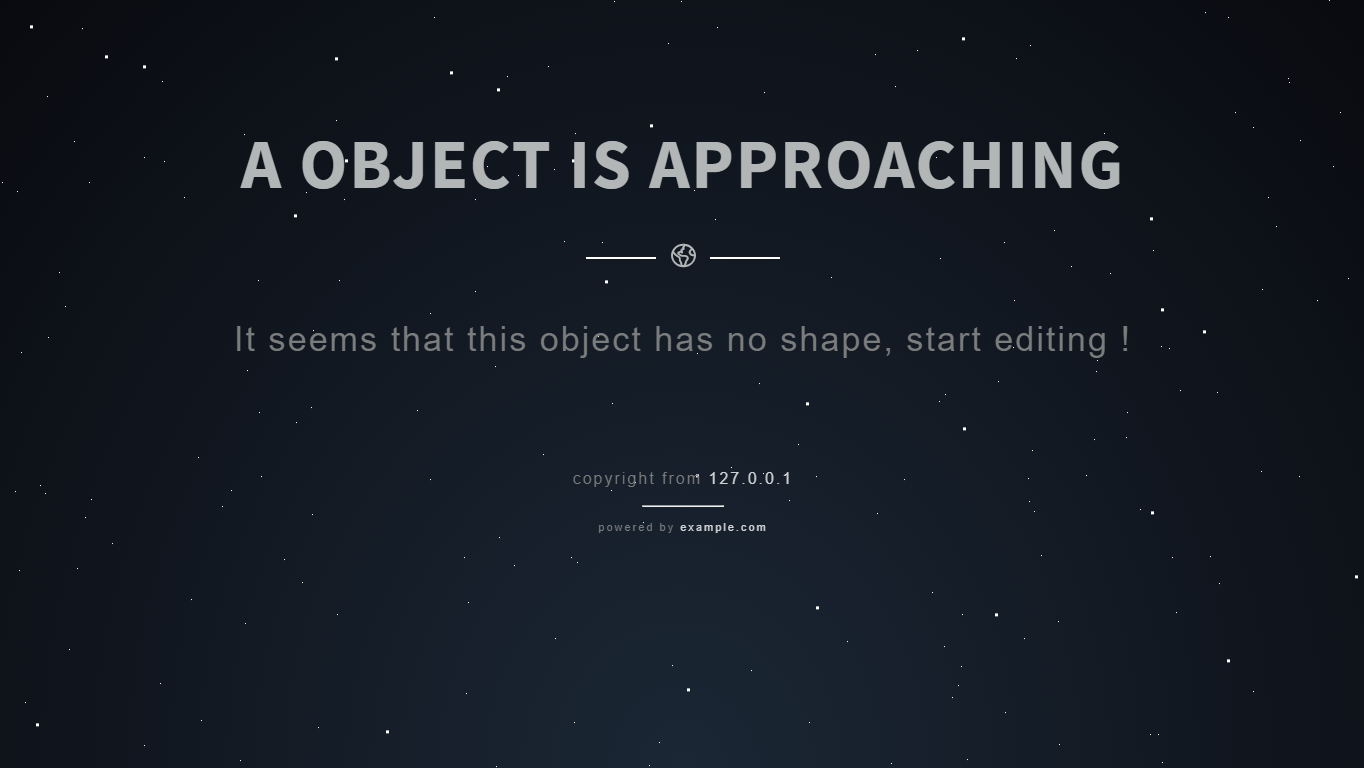 A OBJECT IS APPROACHING
It seems that this object has no shape, start editing !
copyright from 127.0.0.1
powered by example.com